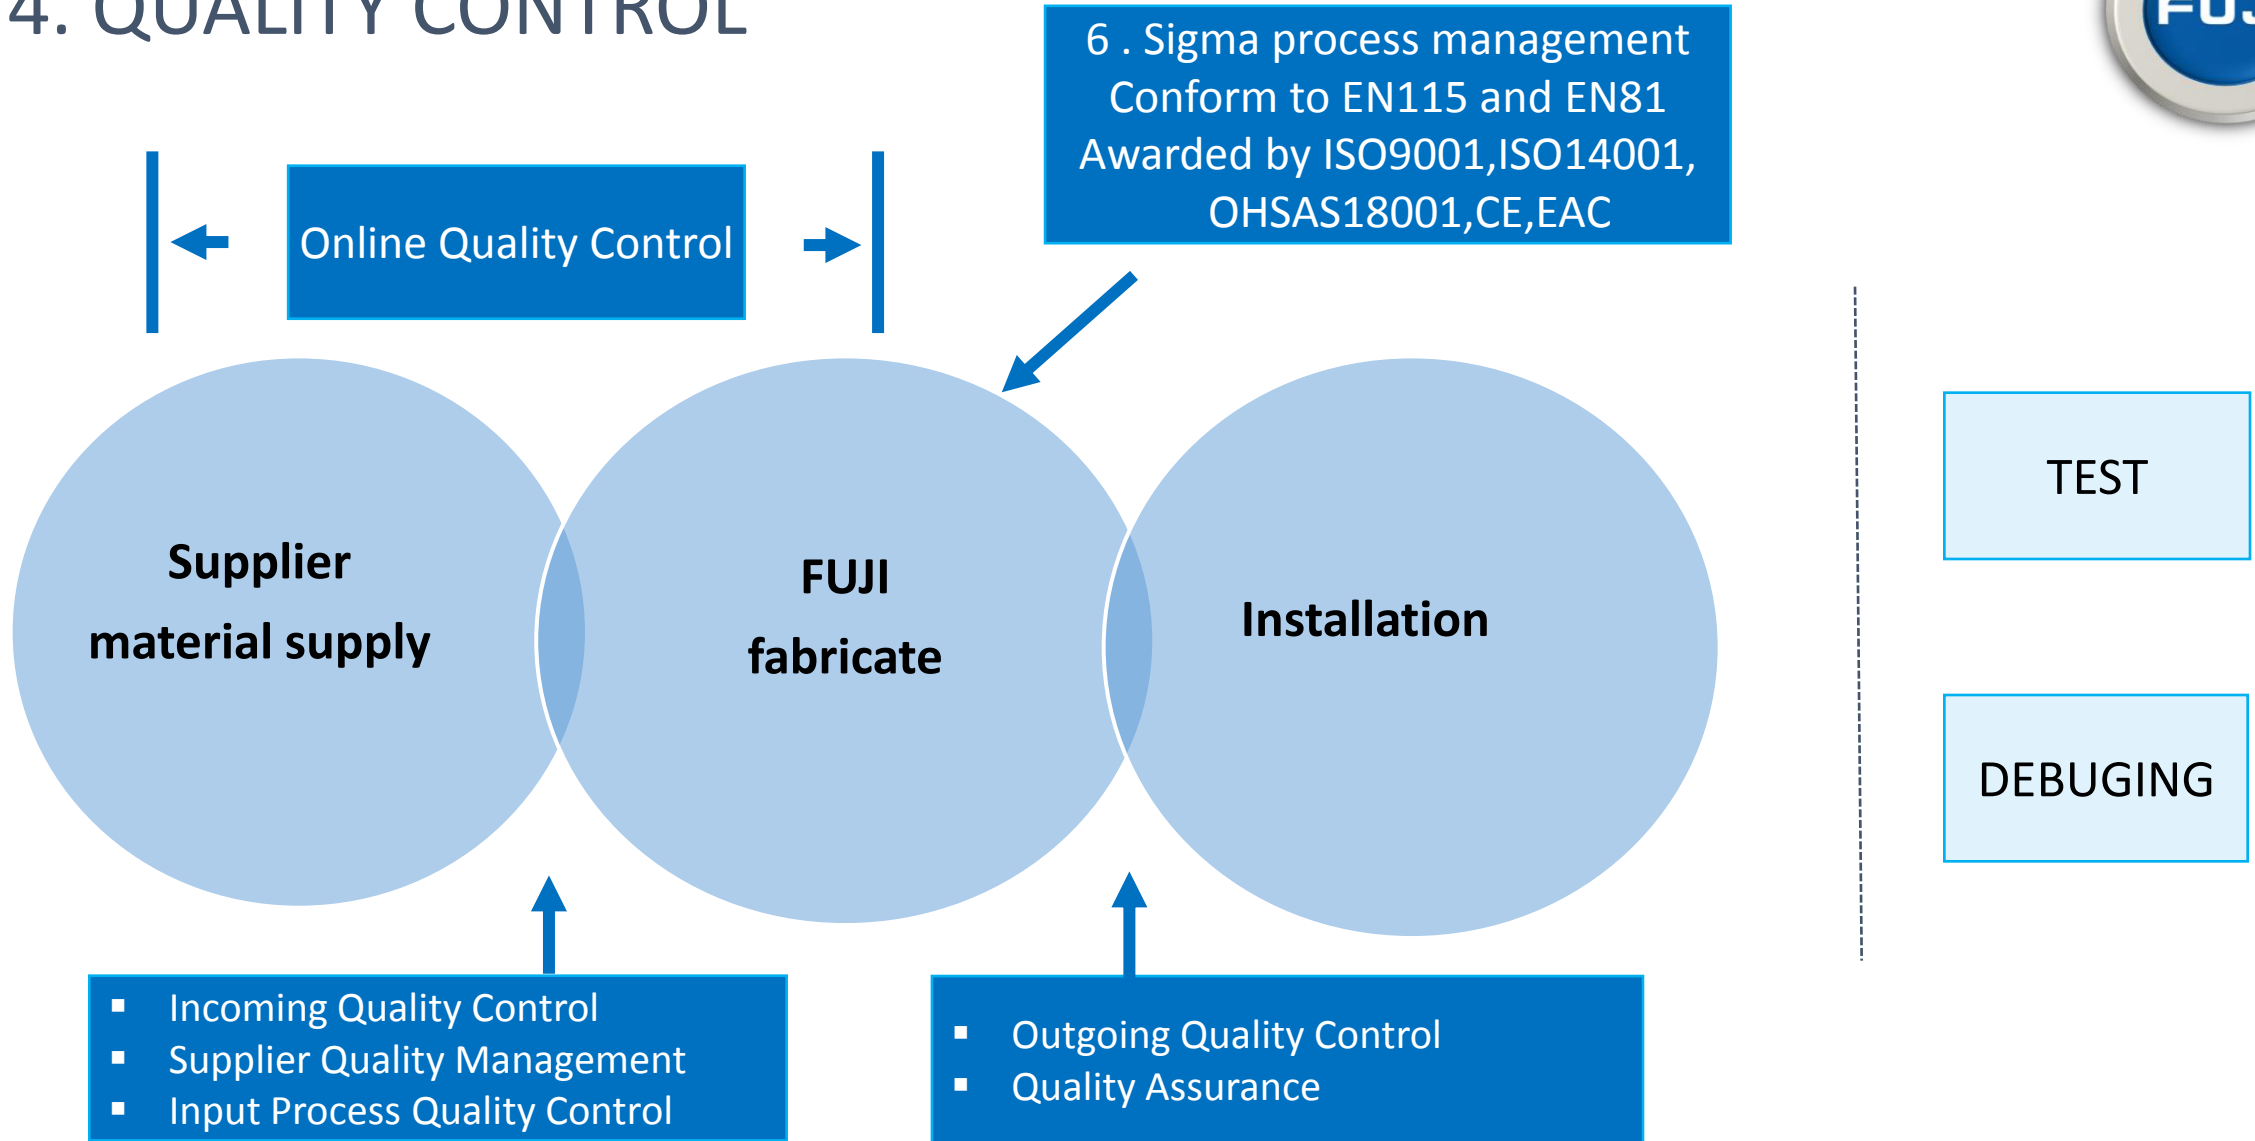 4. QUALITY CONTROL
FUJ
6 . Sigma process management
Conform to EN115 and EN81
Awarded by ISO9001,ISO14001,
OHSAS18001,CE,EAC
Online Quality Control
Supplier
material supply
FUJI
fabricate
Installation
TEST
DEBUGING
▪ Incoming Quality Control
▪ Supplier Quality Management
▪ Input Process Quality Control
▪ Outgoing Quality Control
▪ Quality Assurance